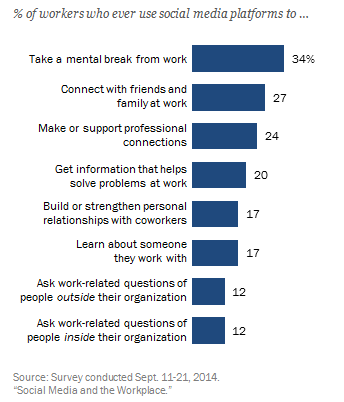 % of workers who ever use social media platforms to ...
Take a mental break from work 34%
Connect with friends and
family at work 27
Make or support professional
connections 24
Get information that helps
solve problems at work 20
Build or strengthen personal
relationships with coworkers 17
Learn about someone
they work with 17
Ask work-related questions of
people outside their organization 12
Ask work-related questions of
people inside their organization 12
Source: Survey conducted Sept. 11-21, 2014.
“Social Media and the Workplace.”